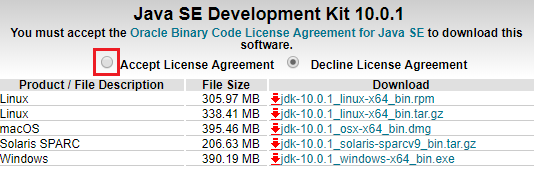 Java SE Development Kit 10.0.1
You must accept the Oracle Binary Code License Agreement for Java SE to download this
software.
Accept License Agreement Decline License Agreement
Product / File Description File Size Download
Linux 305.97 MB jdk-10.0.1_linux-x64_bin.rpm
Linux 338.41 MB jdk-10.0.1_linux-x64_bin.tar.gz
macOS 395.46 MB jdk-10.0.1_osx-x64_bin.dmg
Solaris SPARC 206.63 MB jdk-10.0.1_solaris-sparcv9_bin.tar.gz
Windows 390.19 MB jdk-10.0.1_windows-x64_bin.exe